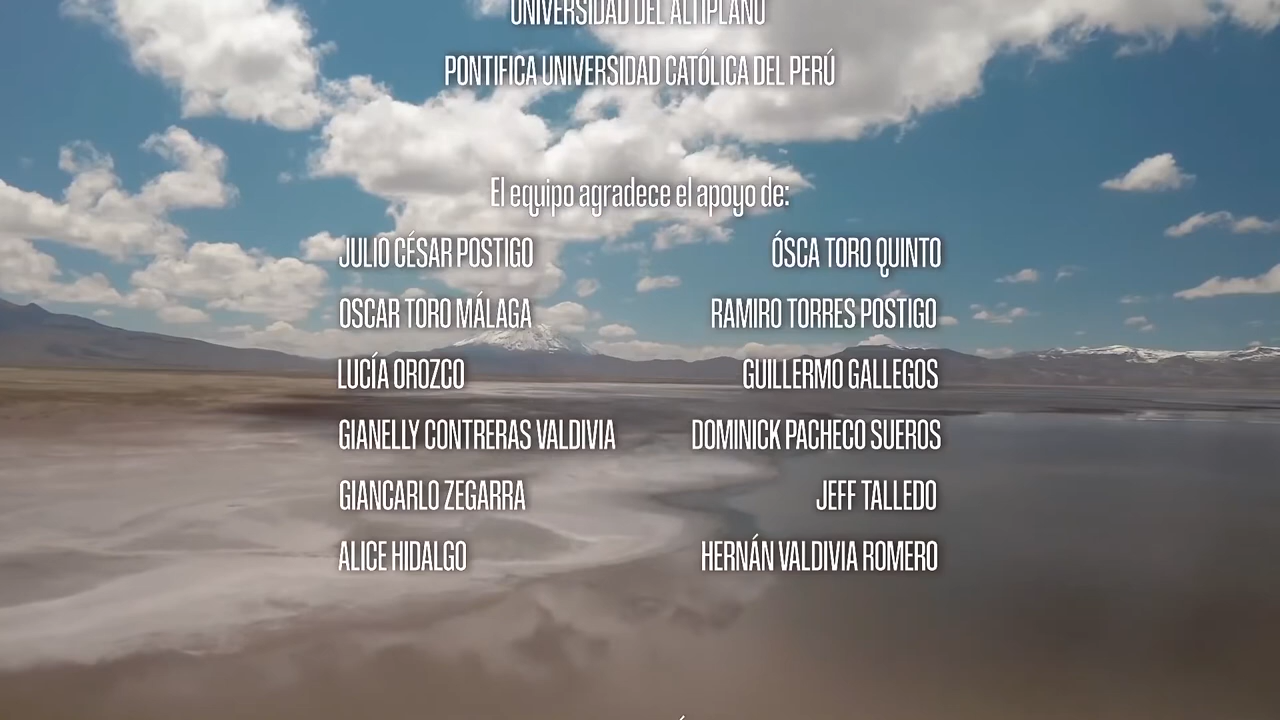 UNIVERSIDAD DEL ALTIPLANO
PONTIFICA UNIVERSIDAD CATÓLICA DEL PERÚ
El equipo agradece el apoyo de:
JULIO CÉSAR POSTIGO ÓSCA TORO QUINTO
OSCAR TORO MÁLAGA RAMIRO TORRES POSTIGO
LUCÍA OROZCO GUILLERMO GALLEGOS
GIANELLY CONTRERAS VALDIVIA DOMINICK PACHECO SUEROS
GIANCARLO ZEGARRA JEFF TALLEDO
ALICE HIDALGO HERNÁN VALDIVIA ROMERO